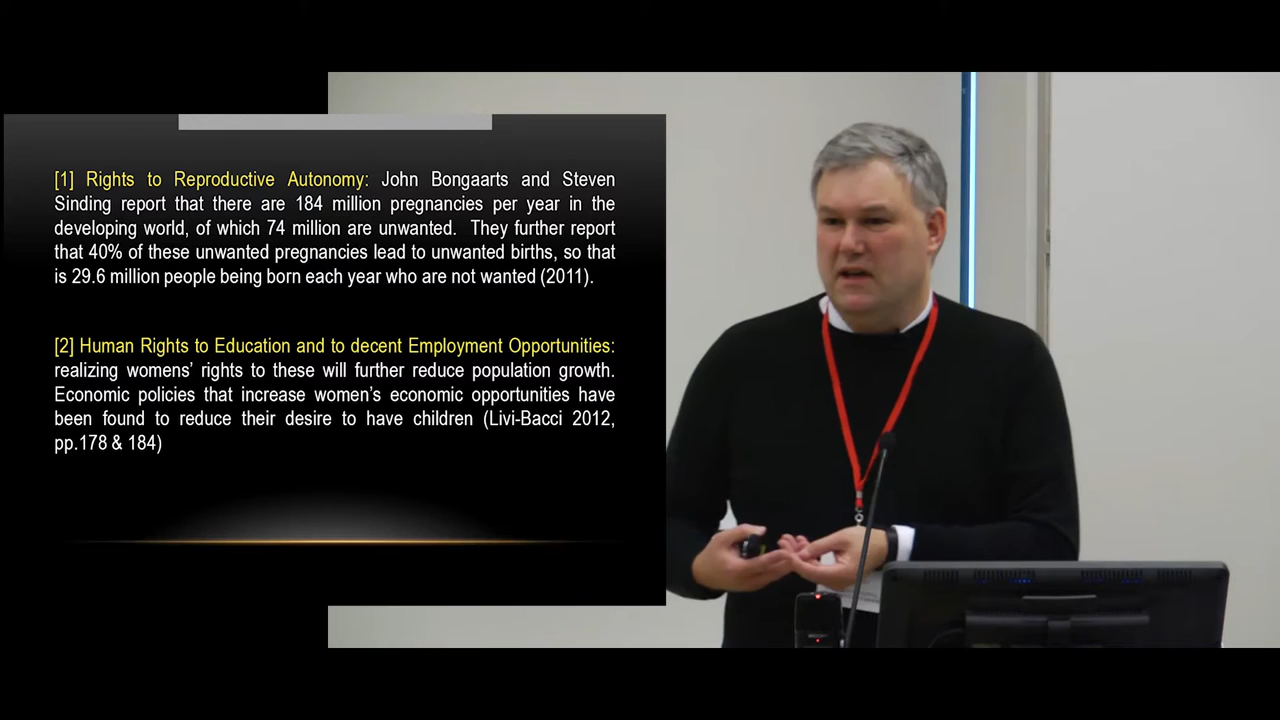 [1] Rights to Reproductive Autonomy: John Bongaarts and Steven
Sinding report that there are 184 million pregnancies per year in the
developing world, of which 74 million are unwanted. They further report
that 40% of these unwanted pregnancies lead to unwanted births, so that
is 29.6 million people being born each year who are not wanted (2011).
[2] Human Rights to Education and to decent Employment Opportunities:
realizing womens’ rights to these will further reduce population growth.
Economic policies that increase women’s economic opportunities have
been found to reduce their desire to have children (Livi-Bacci 2012,
pp.178 & 184)